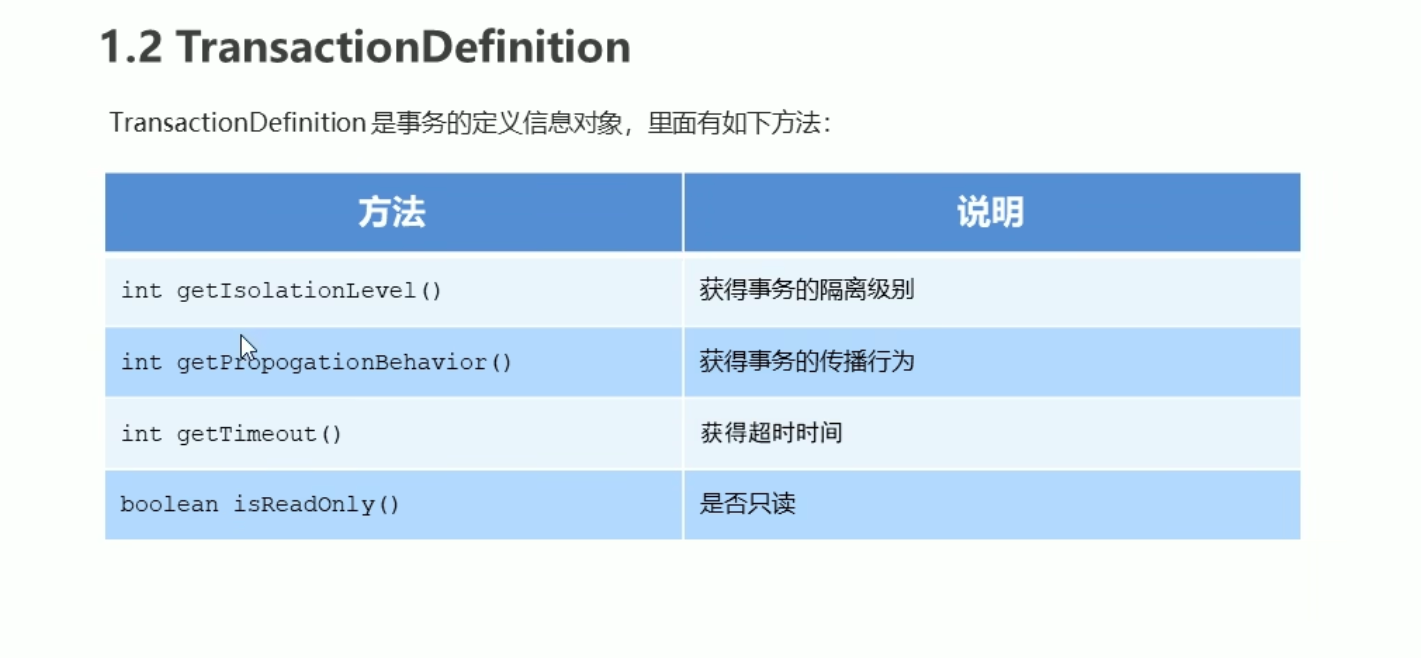 1.2 TransactionDefinition
TransactionDefinition 是事务的定义信息对象，里面有如下方法：
方法 说明
int getIsolationLevel() 获得事务的隔离级别
int getPropogationBehavior() 获得事务的传播行为
int getTimeout() 获得超时时间
boolean isReadOnly() 是否只读